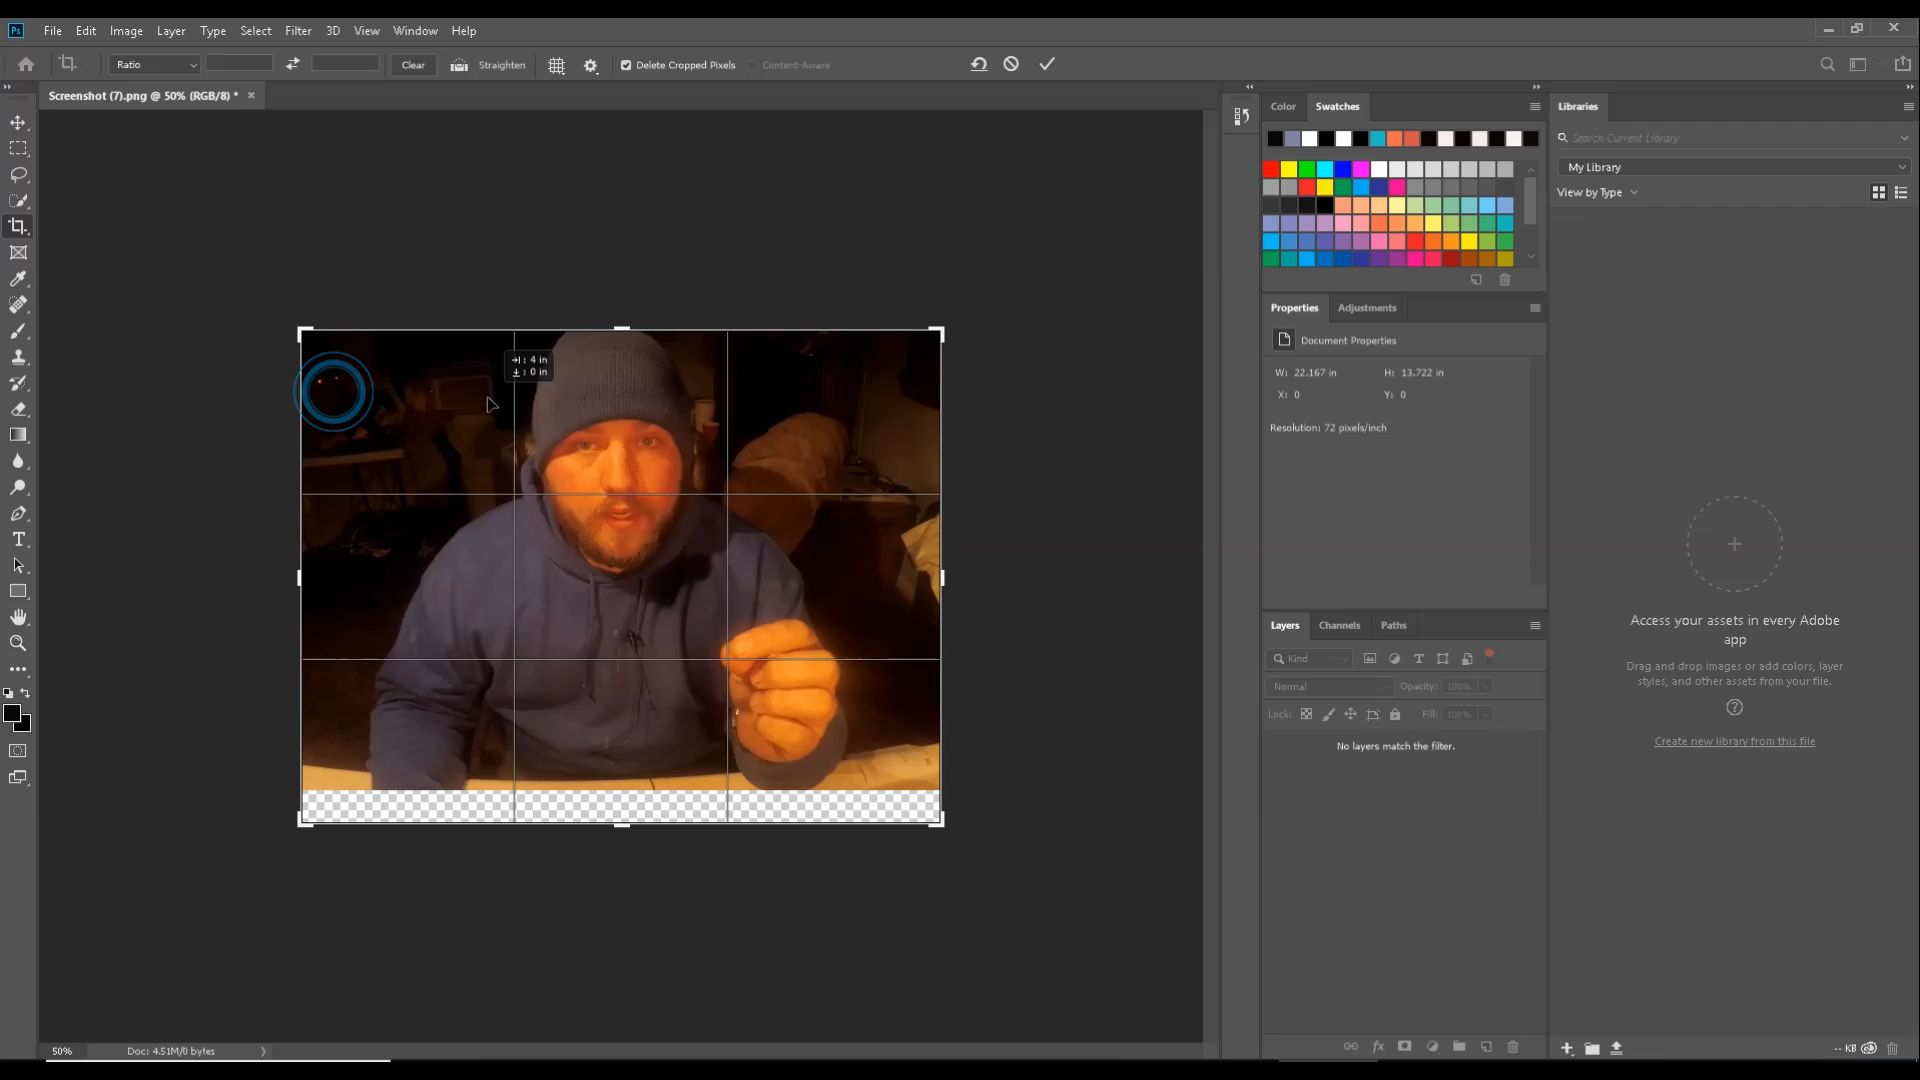 Ps File Edit Image Layer Type Select Filter 3D View Window Help
Ratio Clear Straighten Delete Cropped Pixels Content-Aware
Screenshot (7).png @ 50% (RGB/8) *
Color Swatches
Libraries
Search Current Library
My Library
View by Type
Properties Adjustments
Document Properties
W: 22.167 in H: 13.722 in
X: 0 Y: 0
Resolution: 72 pixels/inch
: 4 in
: 0 in
Access your assets in every Adobe
app
Drag and drop images or add colors, layer
styles, and other assets from your file.
Create new library from this file
Layers Channels Paths
Kind
Normal Opacity: 100%
Lock: Fill: 100%
No layers match the filter.
50% Doc: 4.51M/0 bytes
fx
-- KB